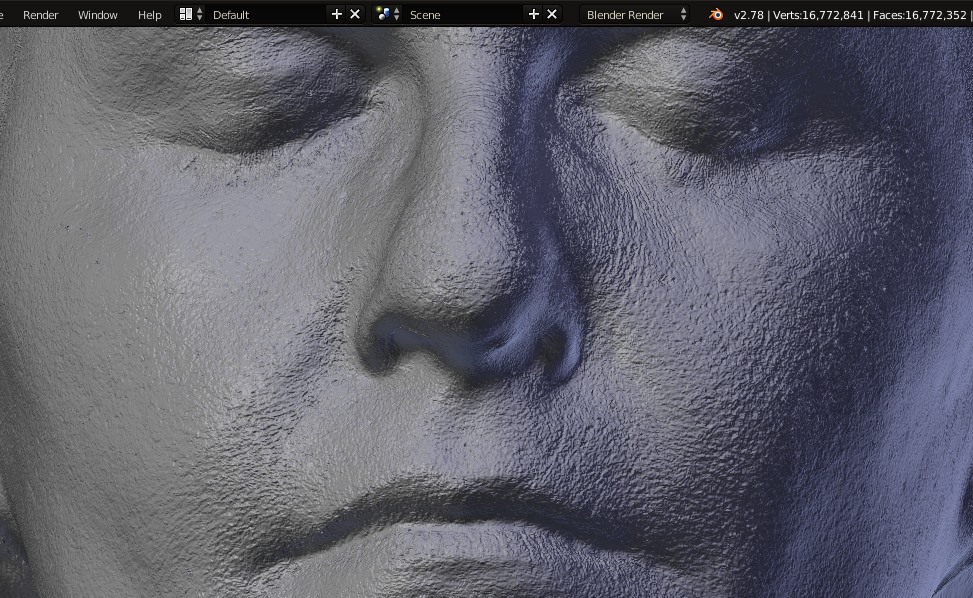 Render Window Help Default Scene Blender Render v2.78 | Verts:16,772,841 | Faces:16,772,352 |